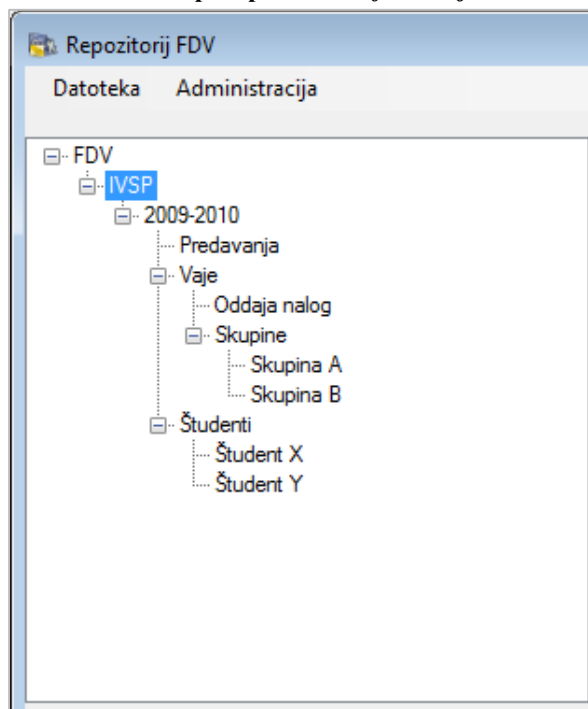 Repozitorij FDV
Datoteka Administracija
FDV
IVSP
2009-2010
Predavanja
Vaje
Oddaja nalog
Skupine
Skupina A
Skupina B
Študenti
Študent X
Študent Y